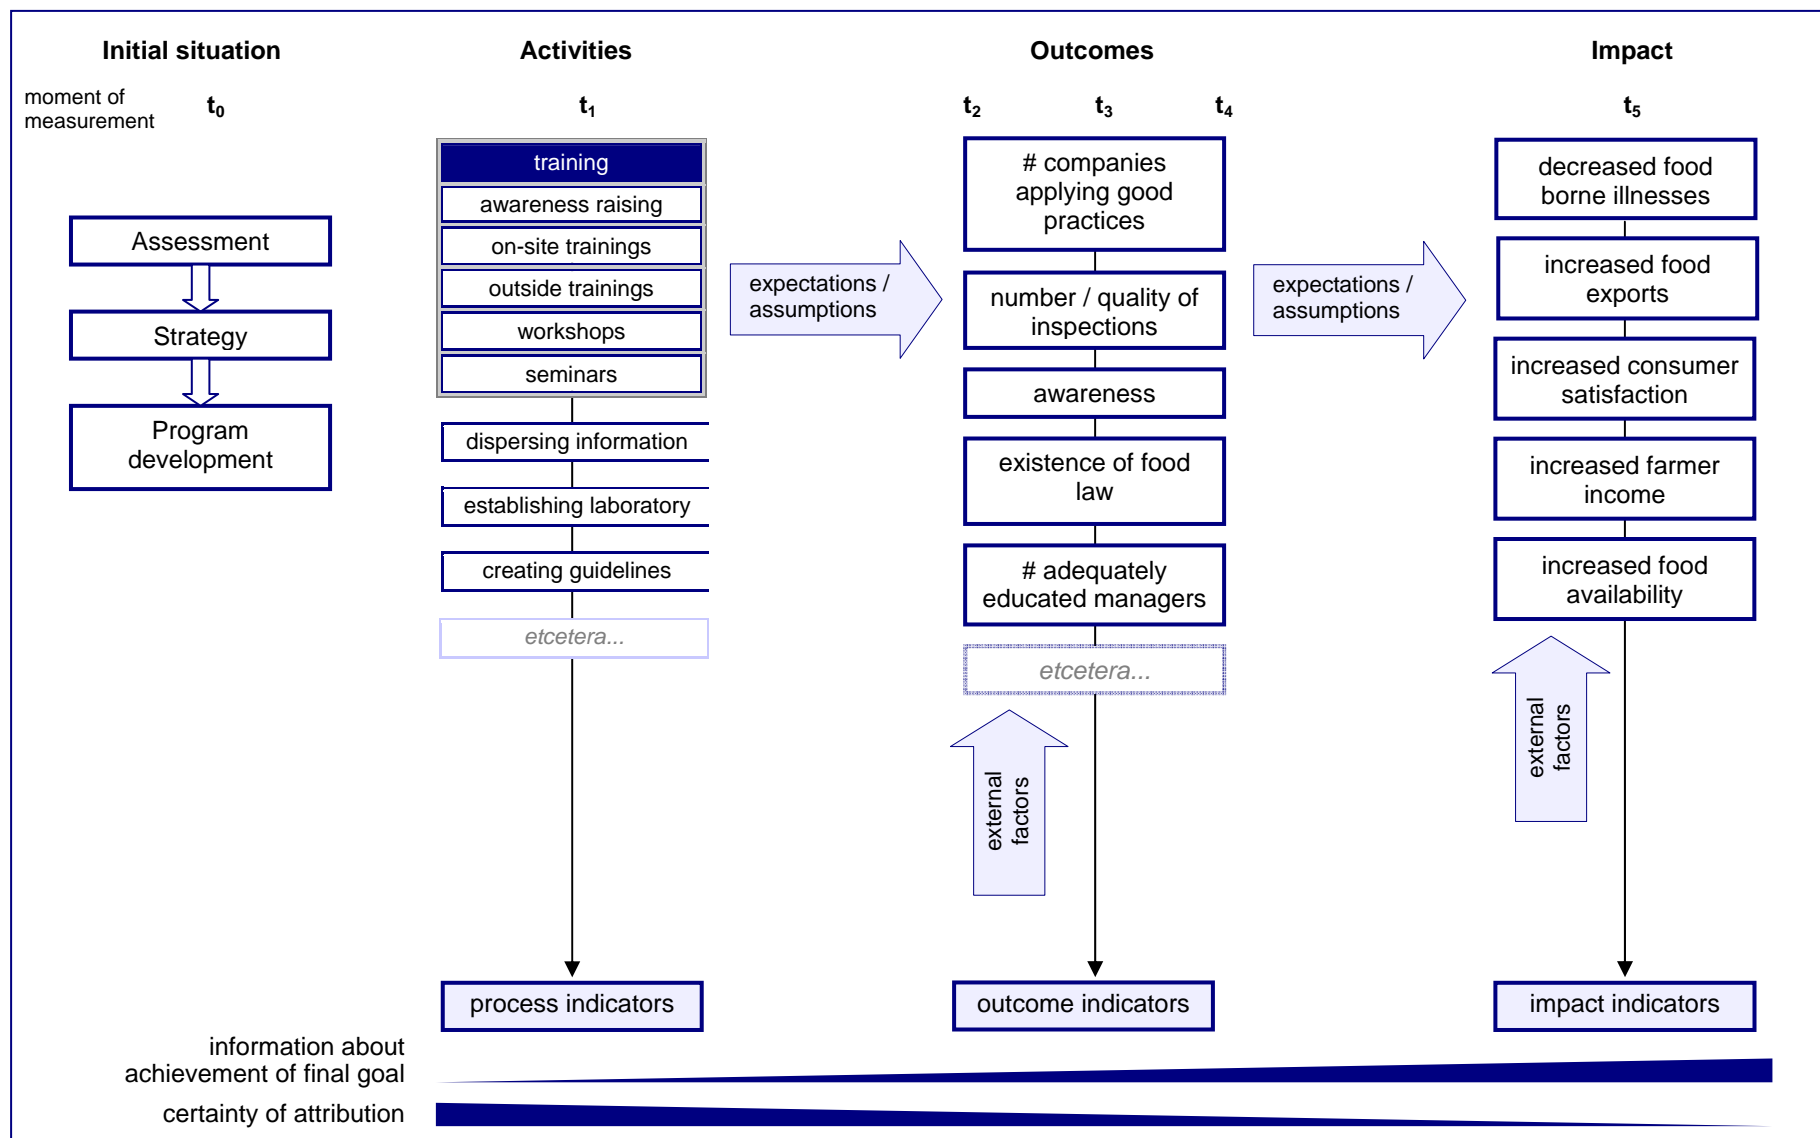 Initial situation
Activities
Outcomes
Impact
moment of
measurement
t0
t1
t2
t3
t4
t5
Assessment
Strategy
Program
development
training
awareness raising
on-site trainings
outside trainings
workshops
seminars
dispersing information
establishing laboratory
creating guidelines
etcetera...
expectations /
assumptions
# companies
applying good
practices
number / quality of
inspections
awareness
existence of food
law
# adequately
educated managers
etcetera...
external
factors
expectations /
assumptions
decreased food
borne illnesses
increased food
exports
increased consumer
satisfaction
increased farmer
income
increased food
availability
external
factors
process indicators
outcome indicators
impact indicators
information about
achievement of final goal
certainty of attribution